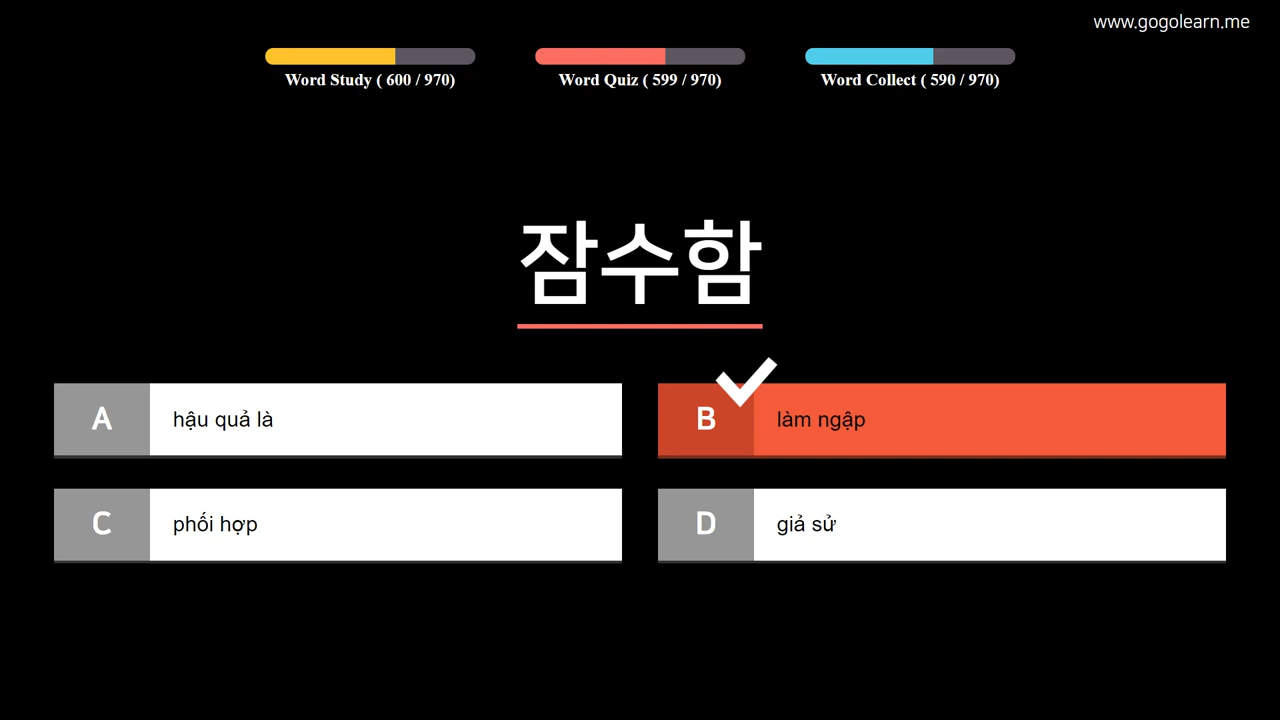 www.gogolearn.me
Word Study ( 600 / 970)
Word Quiz ( 599 / 970)
Word Collect ( 590 / 970)
잠수함
A hậu quả là
B làm ngập
C phối hợp
D giả sử